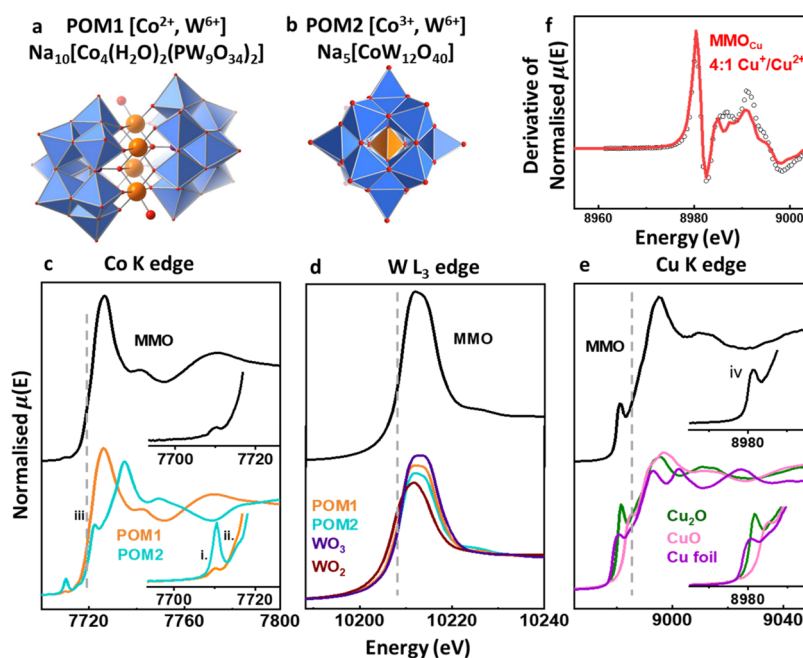 a
POM1 [Co2+, W6+]
Na10[Co4(H2O)2(PW9O34)2]
b
POM2 [Co3+, W6+]
Na5[CoW12O40]
f
MMOCu
4:1 Cu+/Cu2+
Derivative of
Normalised μ(E)
8960
8980
9000
Energy (eV)
c
Co K edge
MMO
7700
7720
iii
POM1
POM2
i.
ii.
7700
7720
7720
7740
7760
7780
7800
Normalised μ(E)
d
W L3 edge
MMO
POM1
POM2
WO3
WO2
10200
10220
10240
Energy (eV)
e
Cu K edge
MMO
iv
8980
Cu2O
CuO
Cu foil
8980
9040
9000
9050